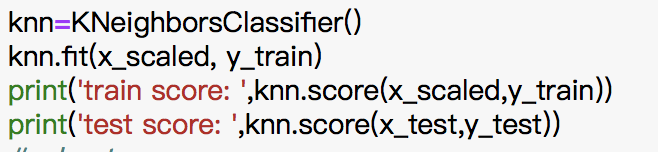 knn=KNeighborsClassifier()
knn.fit(x_scaled, y_train)
print('train score: ',knn.score(x_scaled,y_train))
print('test score: ',knn.score(x_test,y_test))